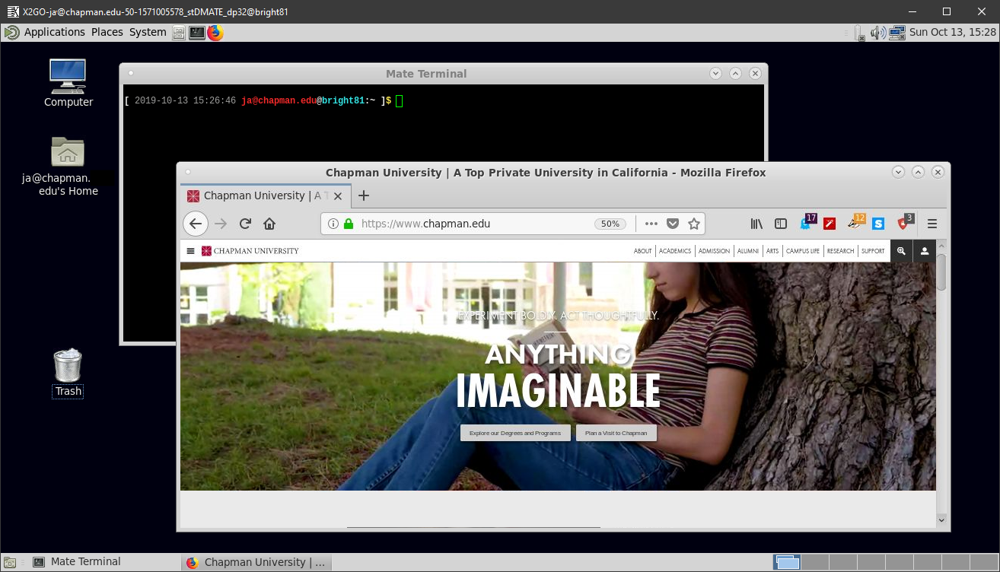 X2GO-ja@chapman.edu-50-1571005578_stDMATE_dp32@bright81
Applications Places System
Sun Oct 13, 15:28
Computer
ja@chapman.
edu's Home
Trash
Mate Terminal
[ 2019-10-13 15:26:46 ja@chapman.edu@bright81:~ ]$
Chapman University | A Top Private University in California - Mozilla Firefox
Chapman University | A T
https://www.chapman.edu
50%
17
12
S
3
CHAPMAN UNIVERSITY
ABOUT ACADEMICS ADMISSION ALUMNI ARTS CAMPUS LIFE RESEARCH SUPPORT
EXPERIMENT BOLDLY. ACT THOUGHTFULLY.
ANYTHING
IMAGINABLE
Explore our Degrees and Programs
Plan a Visit to Chapman
Mate Terminal
Chapman University | ...